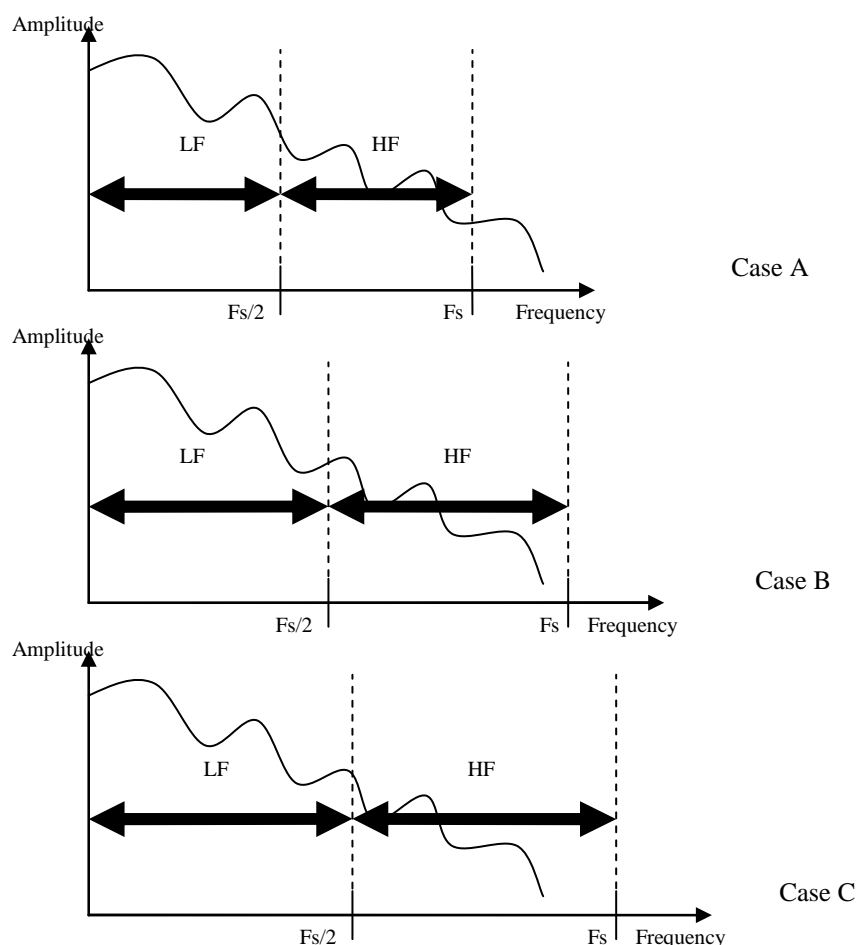 Amplitude
LF HF
Case A
Fs/2 Fs Frequency
Amplitude
LF HF
Case B
Fs/2 Fs Frequency
Amplitude
LF HF
Case C
Fs/2 Fs Frequency